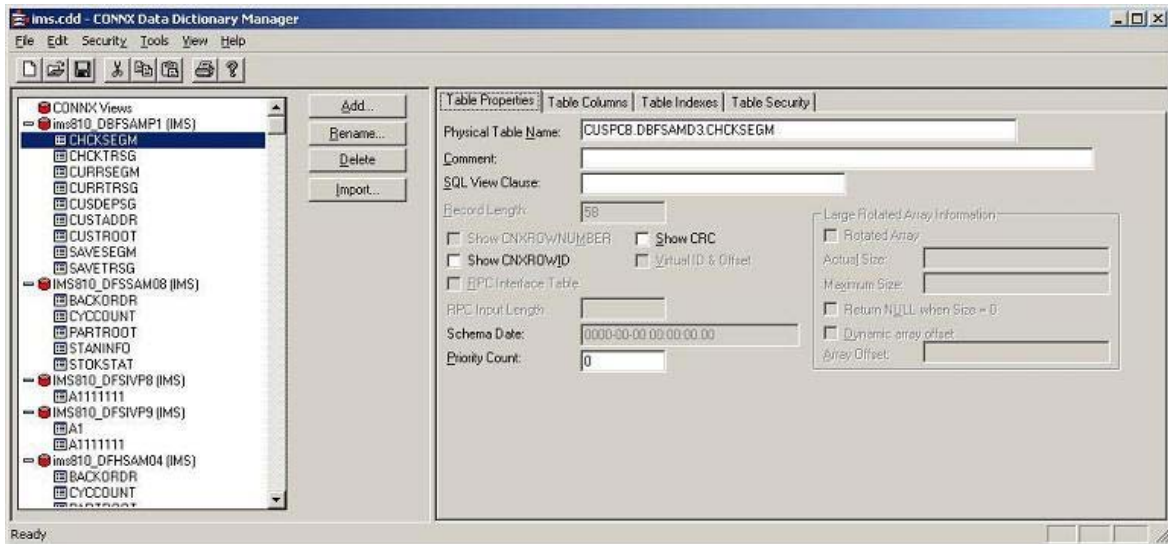 ims.cdd - CONNX Data Dictionary Manager
File Edit Security Tools View Help
CONNX Views
ims810_DBFSAMP1 (IMS)
CHCKSEGM
CHCKTRSG
CURRSEGM
CURRTRSG
CUSDEPSG
CUSTADDR
CUSTROOT
SAVESEGM
SAVETRSG
IMS810_DFSSAM08 (IMS)
BACKORDR
CYCCOUNT
PARTROOT
STANINFO
STOKSTAT
IMS810_DFSIVP8 (IMS)
A1111111
IMS810_DFSIVP9 (IMS)
A1
A1111111
ims810_DFHSAM04 (IMS)
BACKORDR
CYCCOUNT
PARTROOT
Add...
Rename...
Delete
Import...
Table Properties Table Columns Table Indexes Table Security
Physical Table Name: CUSPCB.DBFSAMD3.CHCKSEGM
Comment:
SQL View Clause:
Record Length: 58
Show CNXROWNUMBER Show CRC
Show CNXROWID Virtual ID & Offset
RPC Interface Table
RPC Input Length
Schema Date: 0000-00-00 00:00:00.00
Priority Count: 0
Large Rotated Array Information
Rotated Array
Actual Size:
Maximum Size:
Return NULL when Size = 0
Dynamic array offset
Array Offset:
Ready